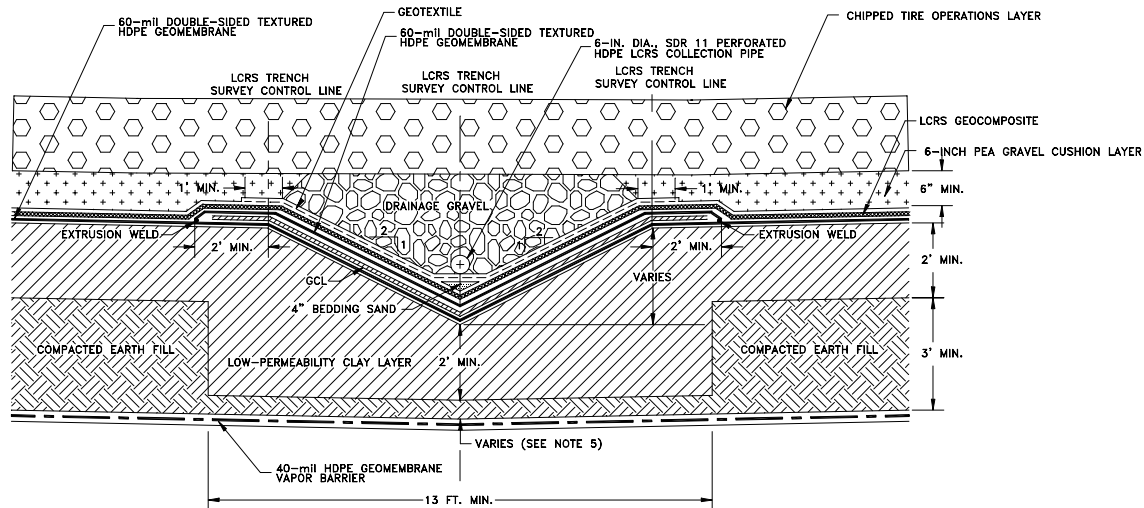 60-mil DOUBLE-SIDED TEXTURED
HDPE GEOMEMBRANE
GEOTEXTILE
60-mil DOUBLE-SIDED TEXTURED
HDPE GEOMEMBRANE
6-IN. DIA., SDR 11 PERFORATED
HDPE LCRS COLLECTION PIPE
CHIPPED TIRE OPERATIONS LAYER
LCRS TRENCH
SURVEY CONTROL LINE
LCRS TRENCH
SURVEY CONTROL LINE
LCRS TRENCH
SURVEY CONTROL LINE
LCRS GEOCOMPOSITE
6-INCH PEA GRAVEL CUSHION LAYER
1' MIN.
1' MIN.
6" MIN.
DRAINAGE GRAVEL
EXTRUSION WELD
2
1
2
1
EXTRUSION WELD
2' MIN.
2' MIN.
2' MIN.
GCL
VARIES
4" BEDDING SAND
COMPACTED EARTH FILL
LOW-PERMEABILITY CLAY LAYER
2' MIN.
COMPACTED EARTH FILL
3' MIN.
VARIES (SEE NOTE 5)
40-mil HDPE GEOMEMBRANE
VAPOR BARRIER
13 FT. MIN.